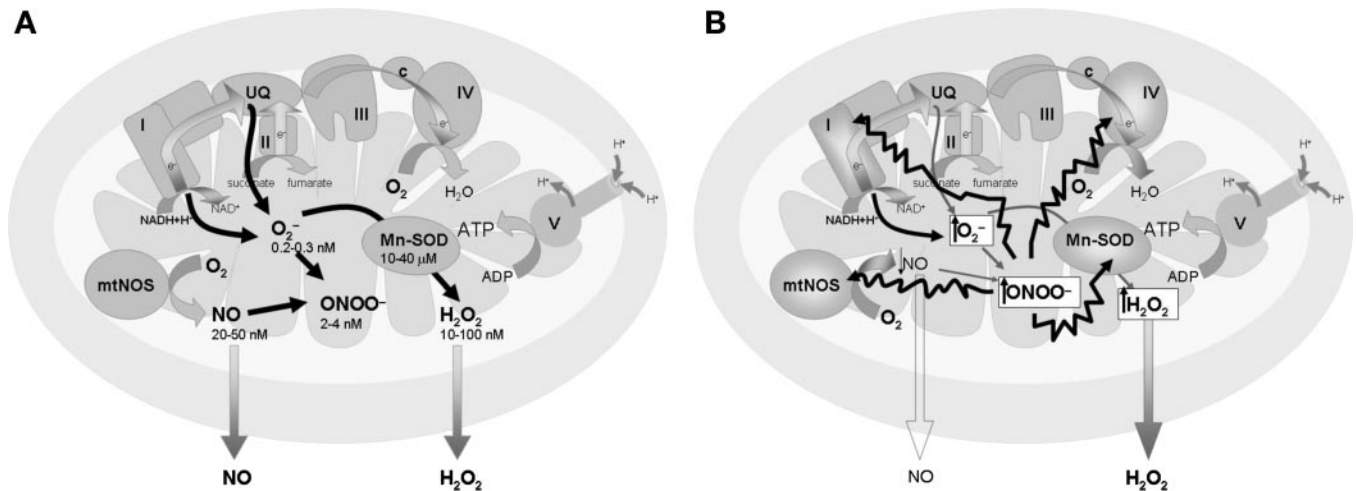 A
UQ
c
IV
I
III
II
e⁻
e⁻
e⁻
succinate
fumarate
O₂
H₂O
NADH+H⁺
NAD⁺
H⁺
H⁺
H⁺
V
O₂⁻
0.2-0.3 nM
Mn-SOD
10-40 μM
ATP
ADP
O₂
mtNOS
NO
20-50 nM
ONOO⁻
2-4 nM
H₂O₂
10-100 nM
NO
H₂O₂
B
UQ
c
IV
I
III
II
e⁻
e⁻
e⁻
succinate
fumarate
O₂
H₂O
NADH+H⁺
NAD⁺
H⁺
H⁺
H⁺
V
O₂⁻
Mn-SOD
ATP
ADP
NO
mtNOS
O₂
ONOO⁻
H₂O₂
NO
H₂O₂